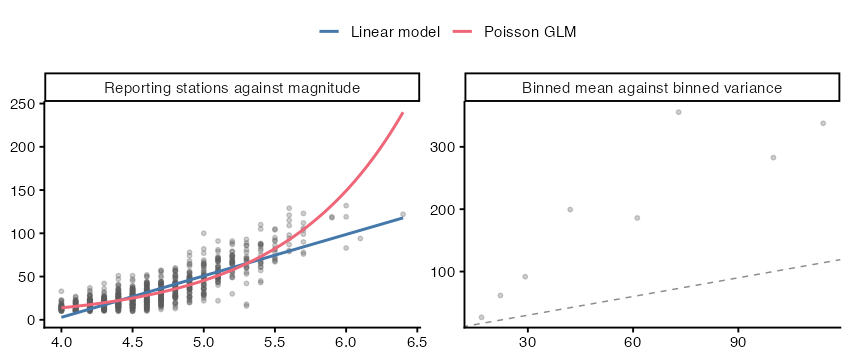 Linear model Poisson GLM
Reporting stations against magnitude
Binned mean against binned variance
250
200
150
100
50
0
4.0 4.5 5.0 5.5 6.0 6.5
300
200
100
30 60 90